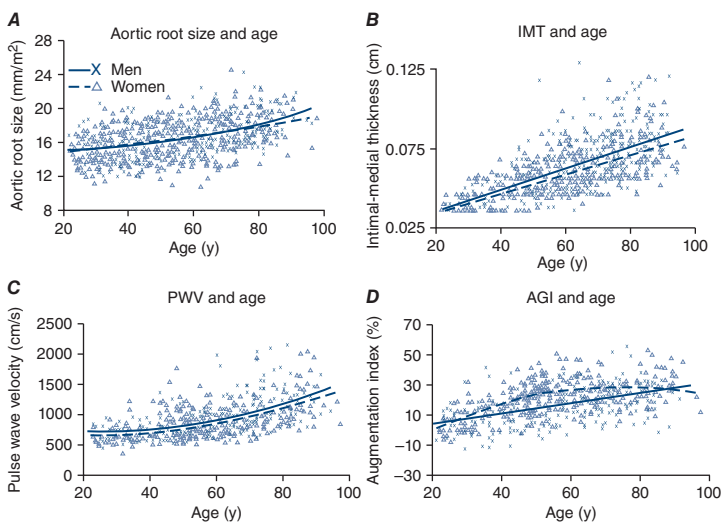 A
Aortic root size and age
Aortic root size (mm/m²)
28
24
20
16
12
8
X Men
Women
20 40 60 80 100
Age (y)
B
IMT and age
Intimal-medial thickness (cm)
0.125
0.075
0.025
20 40 60 80 100
Age (y)
C
PWV and age
Pulse wave velocity (cm/s)
2500
2000
1500
1000
500
0
20 40 60 80 100
Age (y)
D
AGI and age
Augmentation index (%)
70
50
30
10
−10
−30
20 40 60 80 100
Age (y)